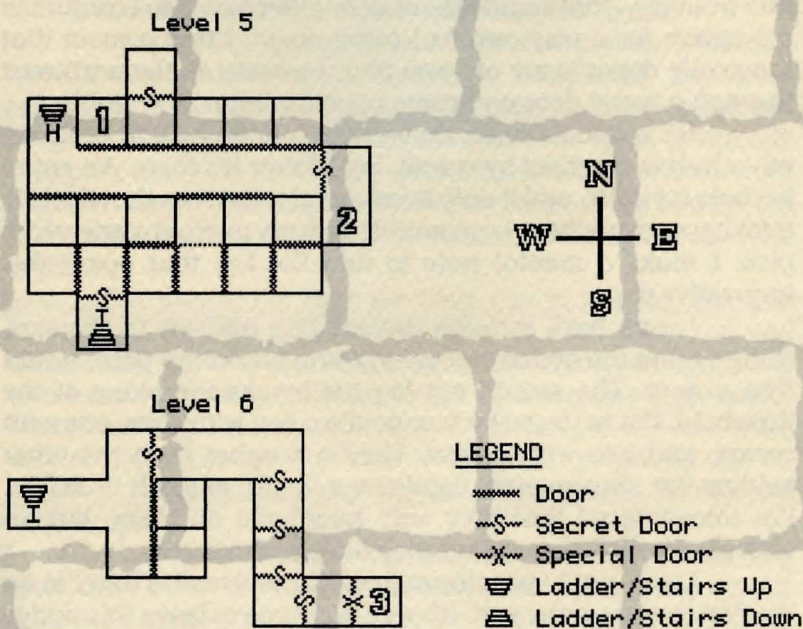 Level 5
S
H
1
S
2
N
W E
S
S
I
Level 6
I
S
S
S
S
S
X
3
LEGEND
Door
S Secret Door
X Special Door
Ladder/Stairs Up
Ladder/Stairs Down